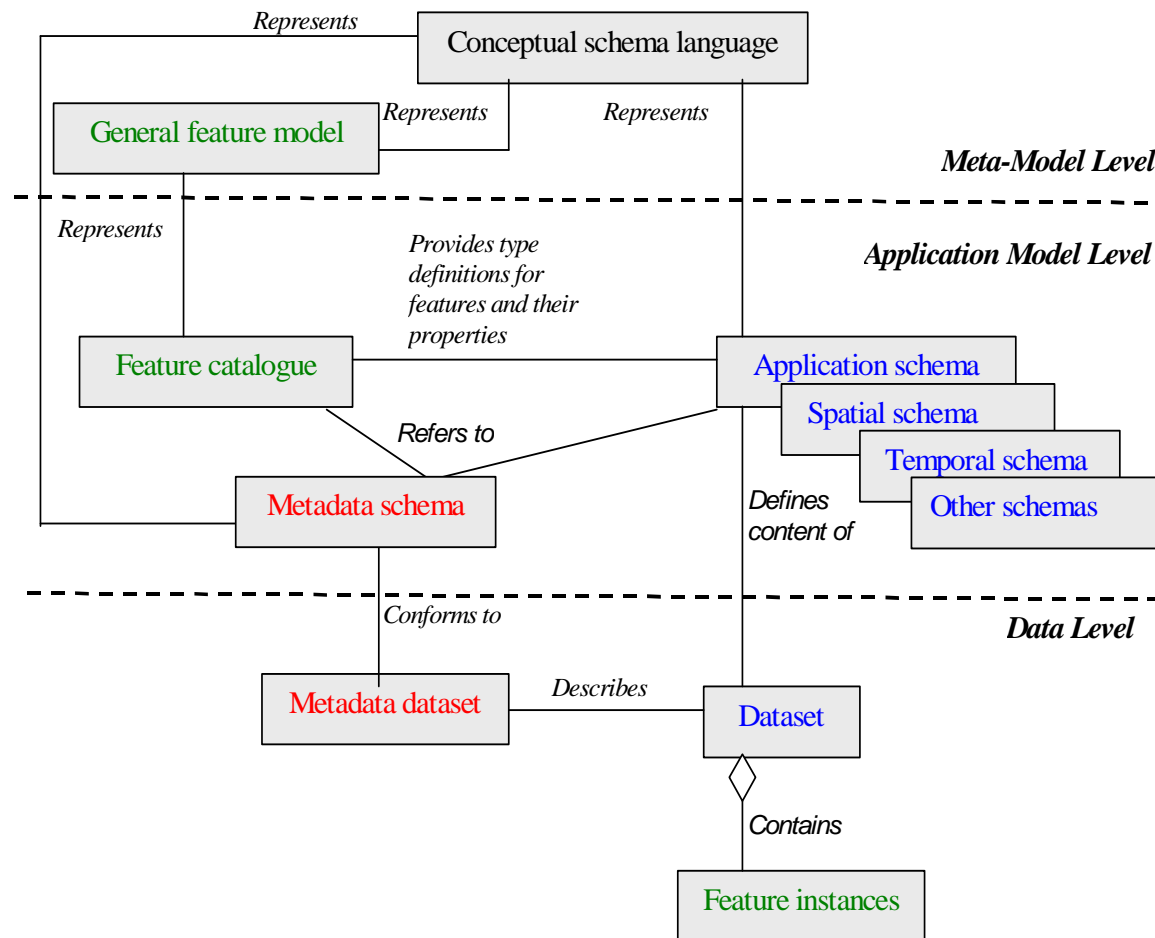 Represents
Conceptual schema language
Represents
Represents
General feature model
Meta-Model Level
Represents
Provides type
definitions for
features and their
properties
Application Model Level
Feature catalogue
Application schema
Spatial schema
Refers to
Temporal schema
Metadata schema
Defines
content of
Other schemas
Conforms to
Data Level
Metadata dataset
Describes
Dataset
Contains
Feature instances